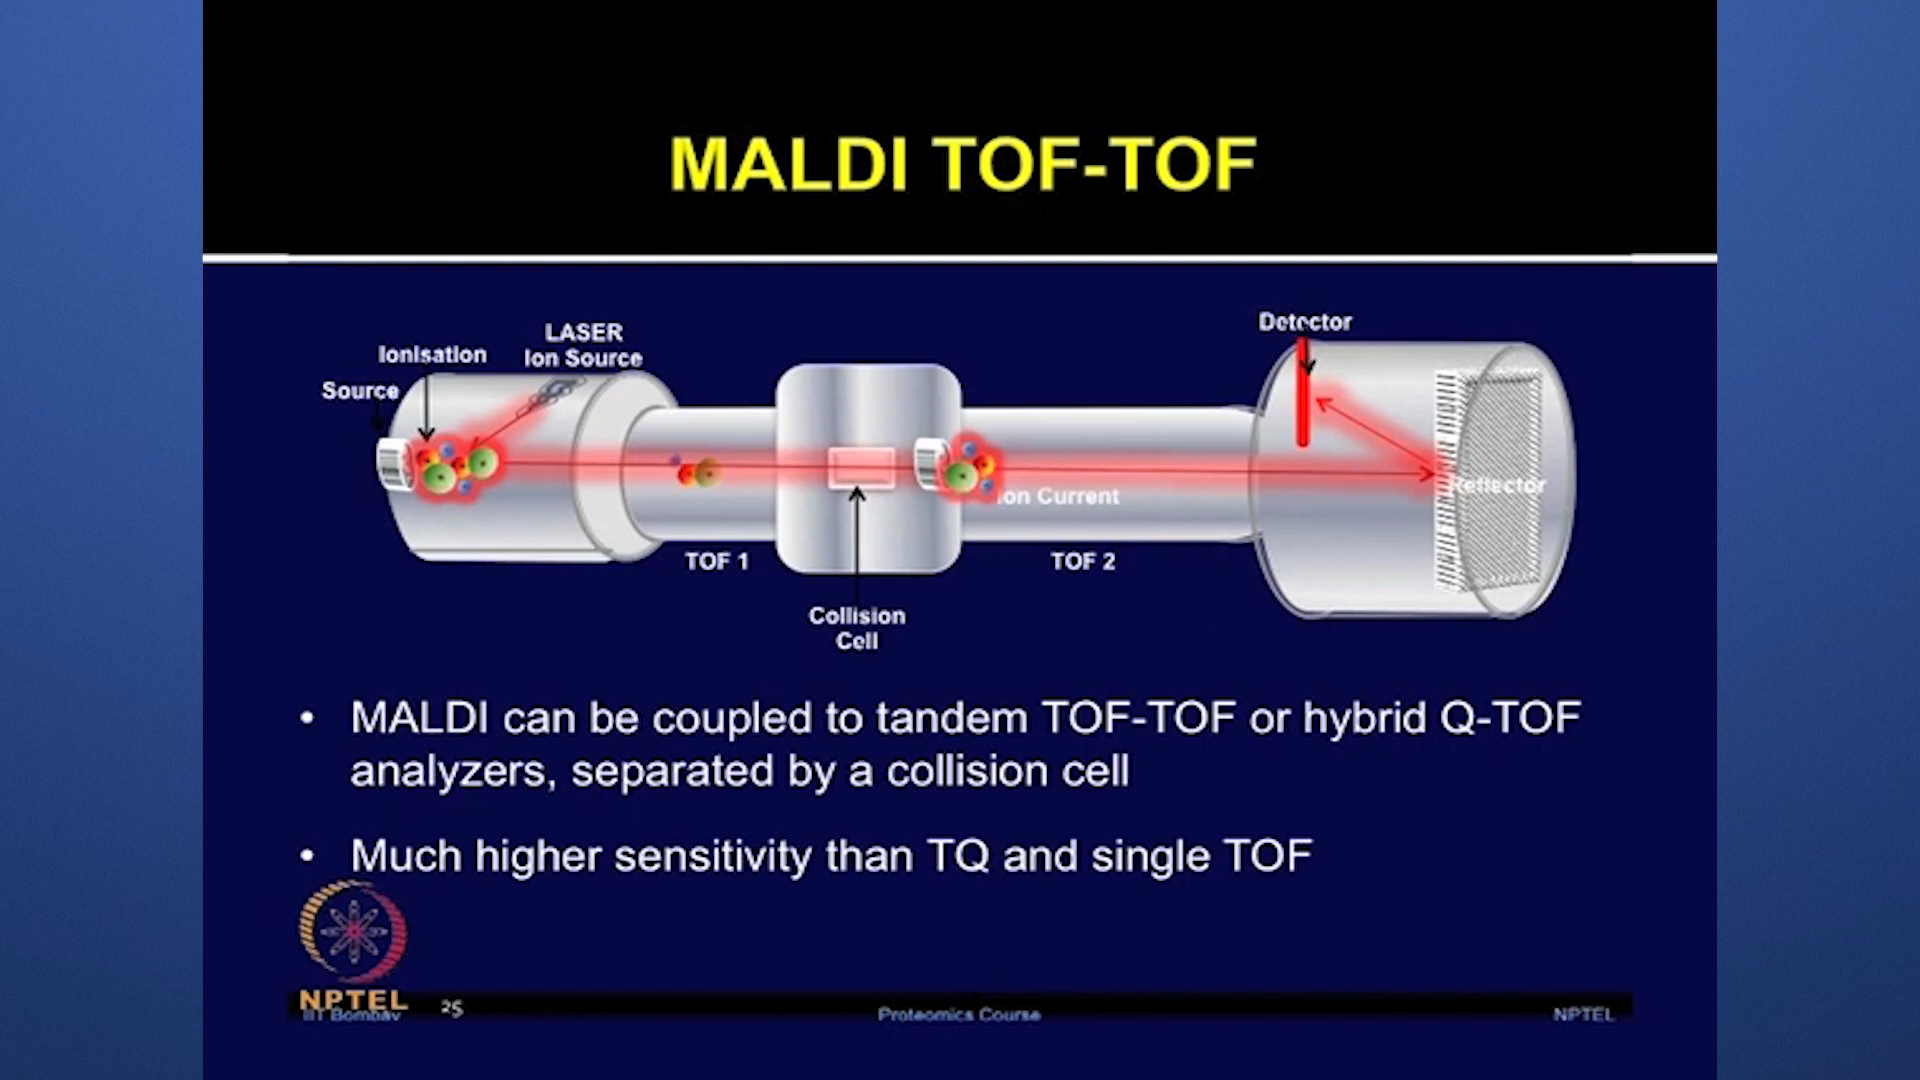 MALDI TOF-TOF
LASER
Ion Source
Ionisation
Source
Detector
Reflector
Ion Current
TOF 1
TOF 2
Collision
Cell
• MALDI can be coupled to tandem TOF-TOF or hybrid Q-TOF
analyzers, separated by a collision cell
• Much higher sensitivity than TQ and single TOF
NPTEL
IIT Bombay
25
Proteomics Course
NPTEL